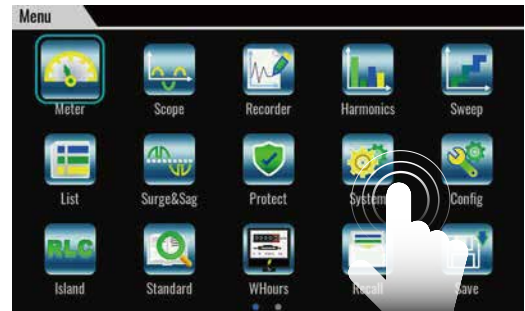 Menu
Meter Scope Recorder Harmonics Sweep
List Surge&Sag Protect System Config
RLC
Island Standard WHours Recall Save